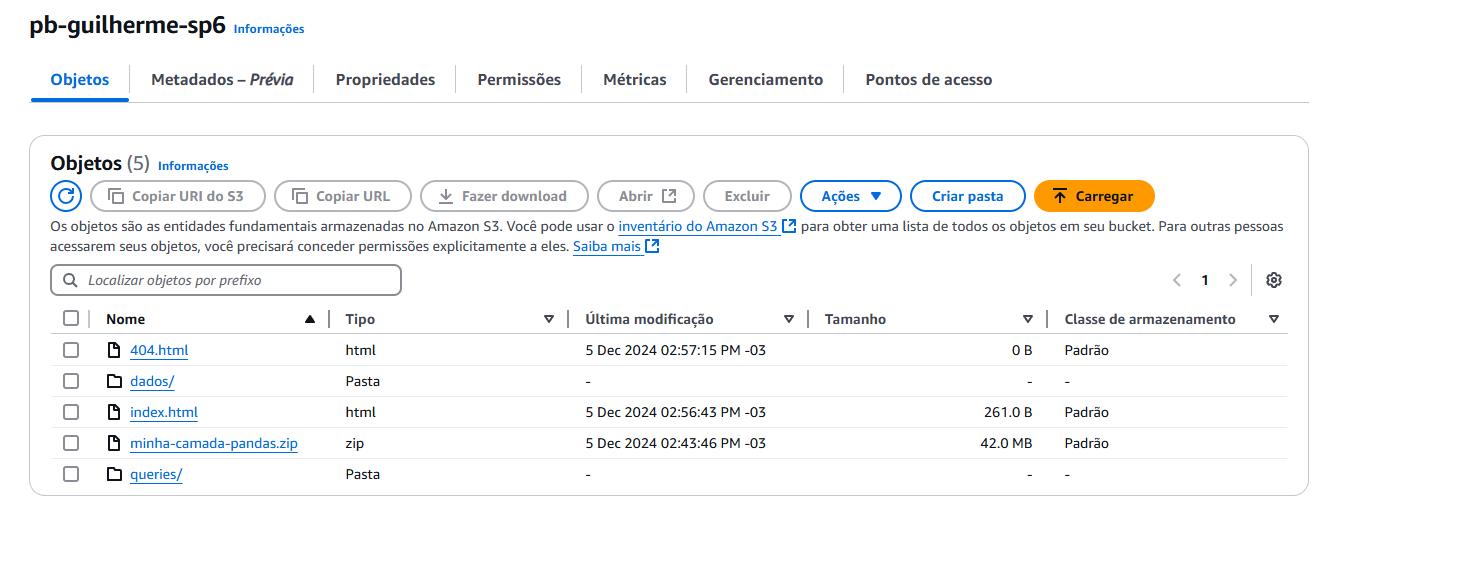 pb-guilherme-sp6 Informações
Objetos Metadados – Prévia Propriedades Permissões Métricas Gerenciamento Pontos de acesso
Objetos (5) Informações
Copiar URI do S3 Copiar URL Fazer download Abrir Excluir Ações Criar pasta Carregar
Os objetos são as entidades fundamentais armazenadas no Amazon S3. Você pode usar o inventário do Amazon S3 para obter uma lista de todos os objetos em seu bucket. Para outras pessoas
acessarem seus objetos, você precisará conceder permissões explicitamente a eles. Saiba mais
Localizar objetos por prefixo 1
Nome Tipo Última modificação Tamanho Classe de armazenamento
404.html html 5 Dec 2024 02:57:15 PM -03 0 B Padrão
dados/ Pasta - - -
index.html html 5 Dec 2024 02:56:43 PM -03 261.0 B Padrão
minha-camada-pandas.zip zip 5 Dec 2024 02:43:46 PM -03 42.0 MB Padrão
queries/ Pasta - - -